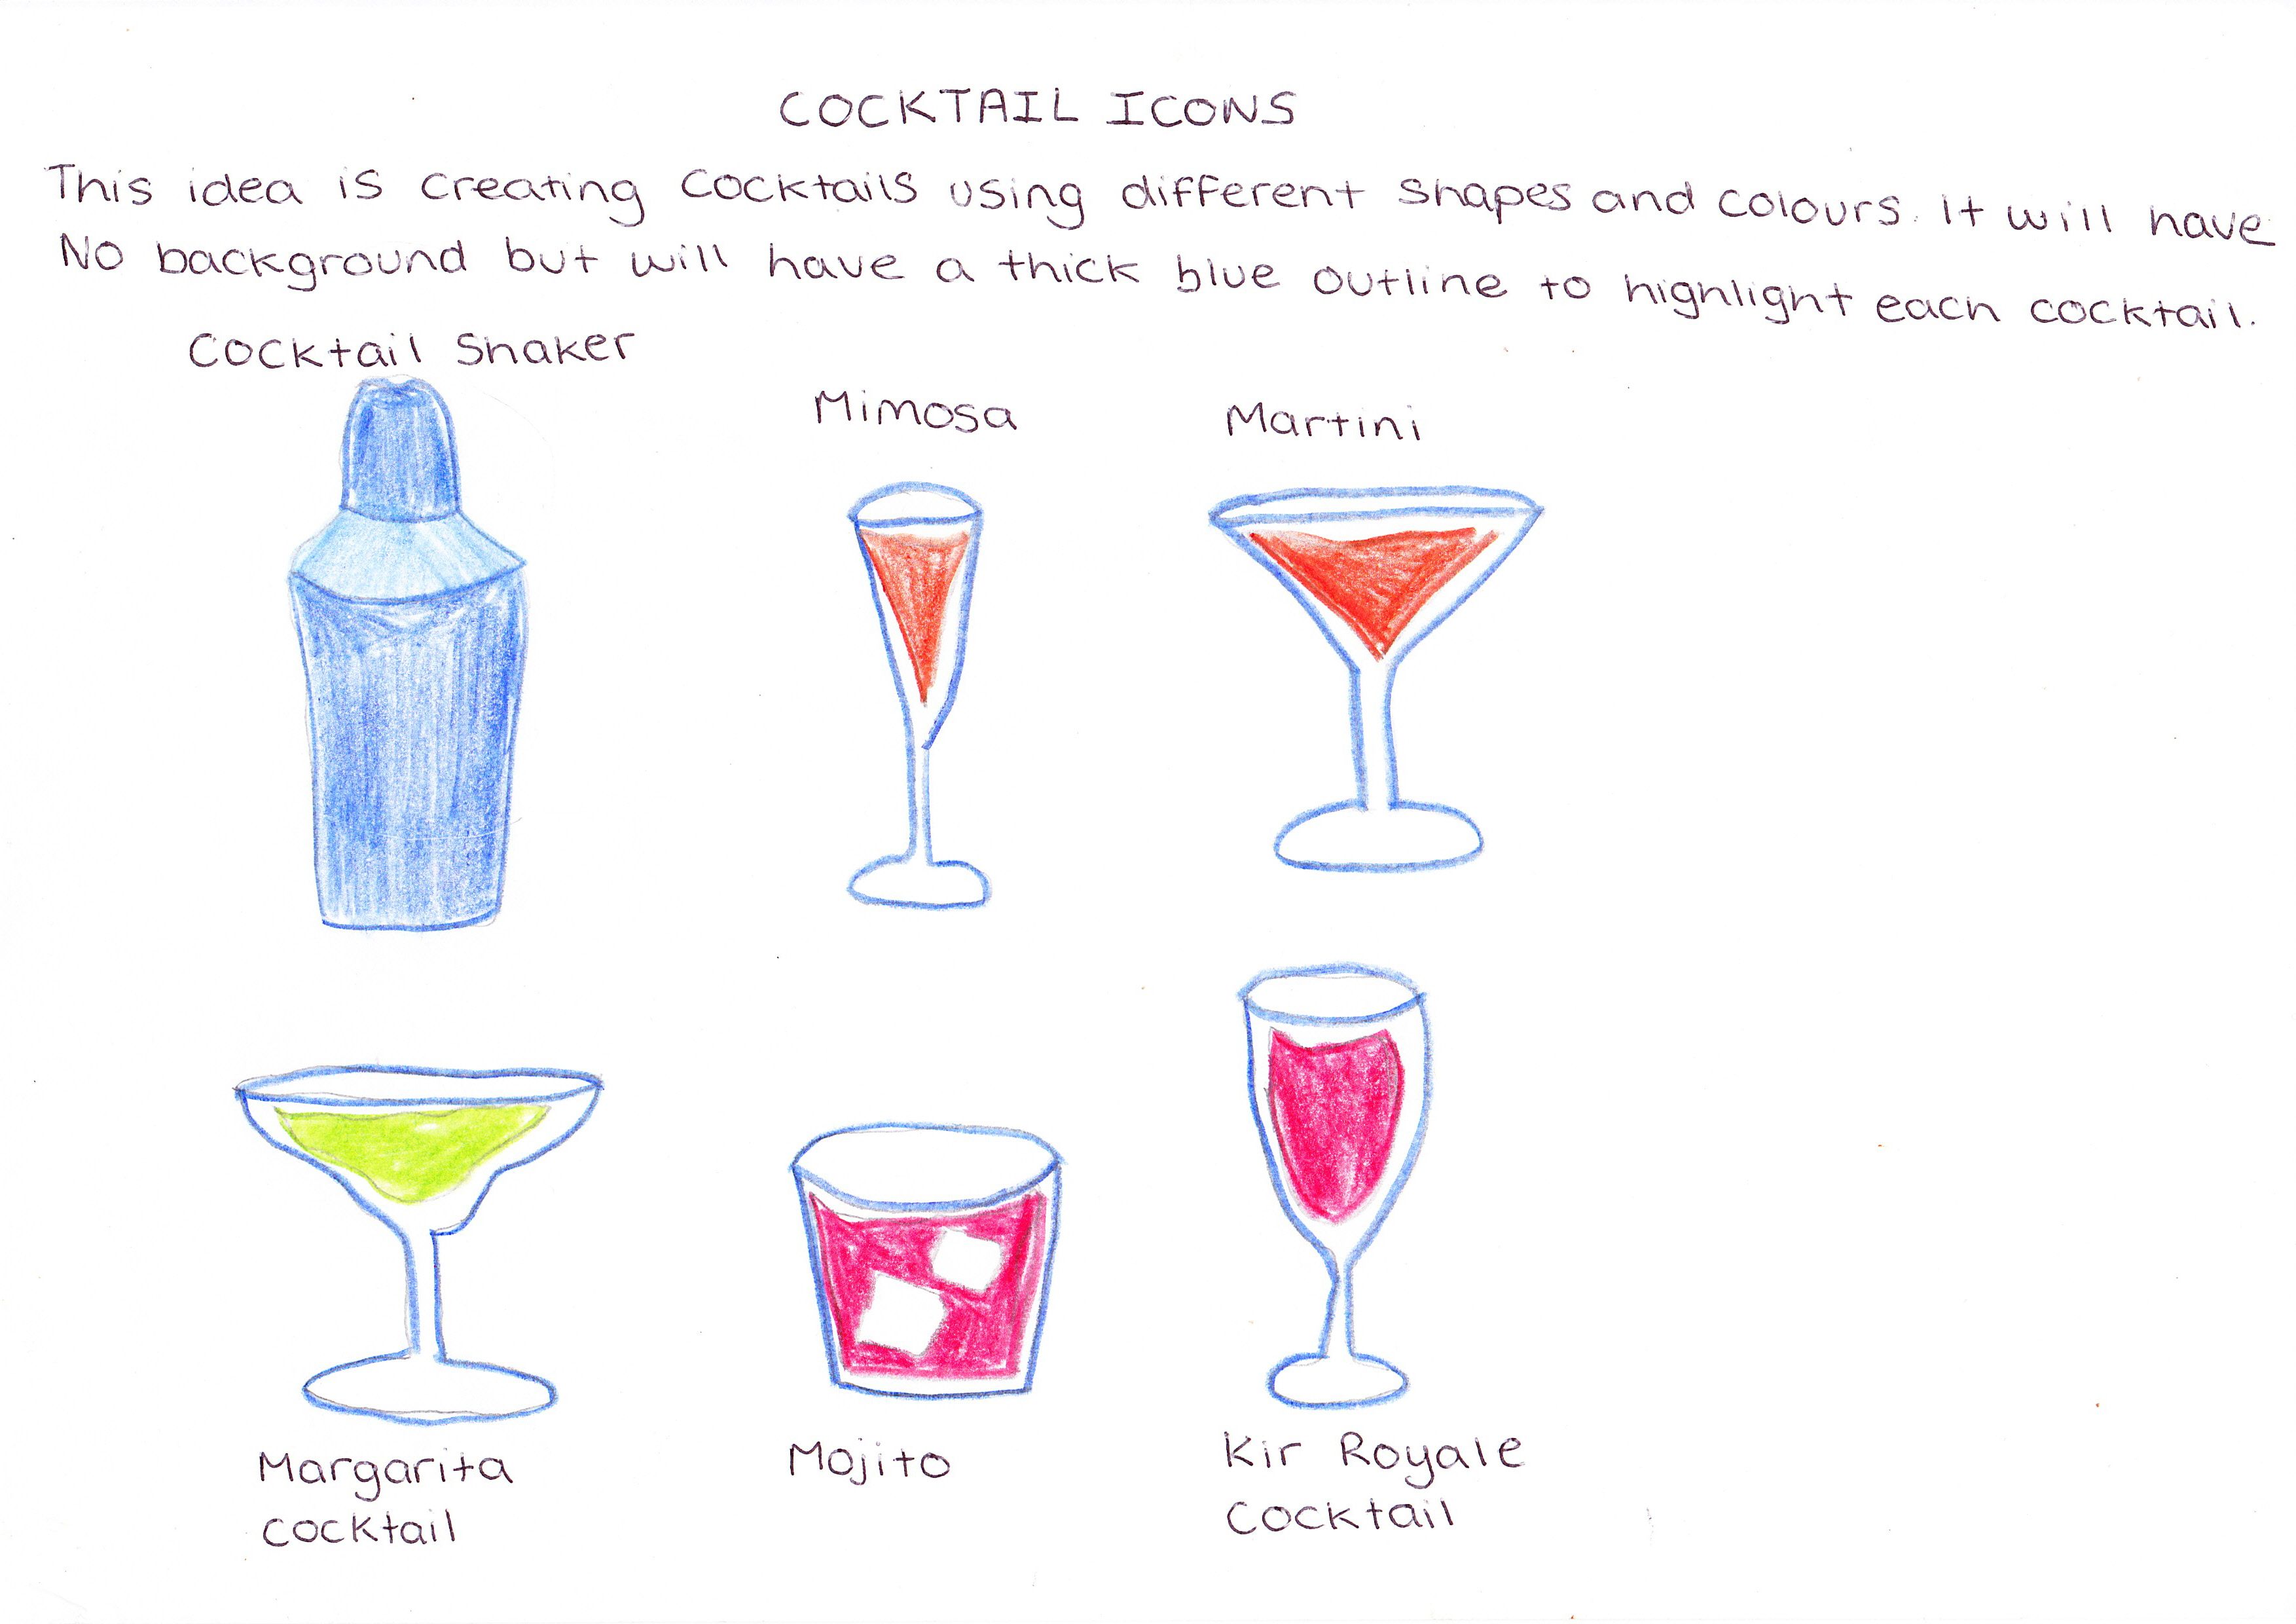 COCKTAIL ICONS
This idea is creating cocktails using different shapes and colours. It will have
No background but will have a thick blue outline to highlight each cocktail.
Cocktail Shaker
Mimosa
Martini
Margarita
cocktail
Mojito
Kir Royale
Cocktail